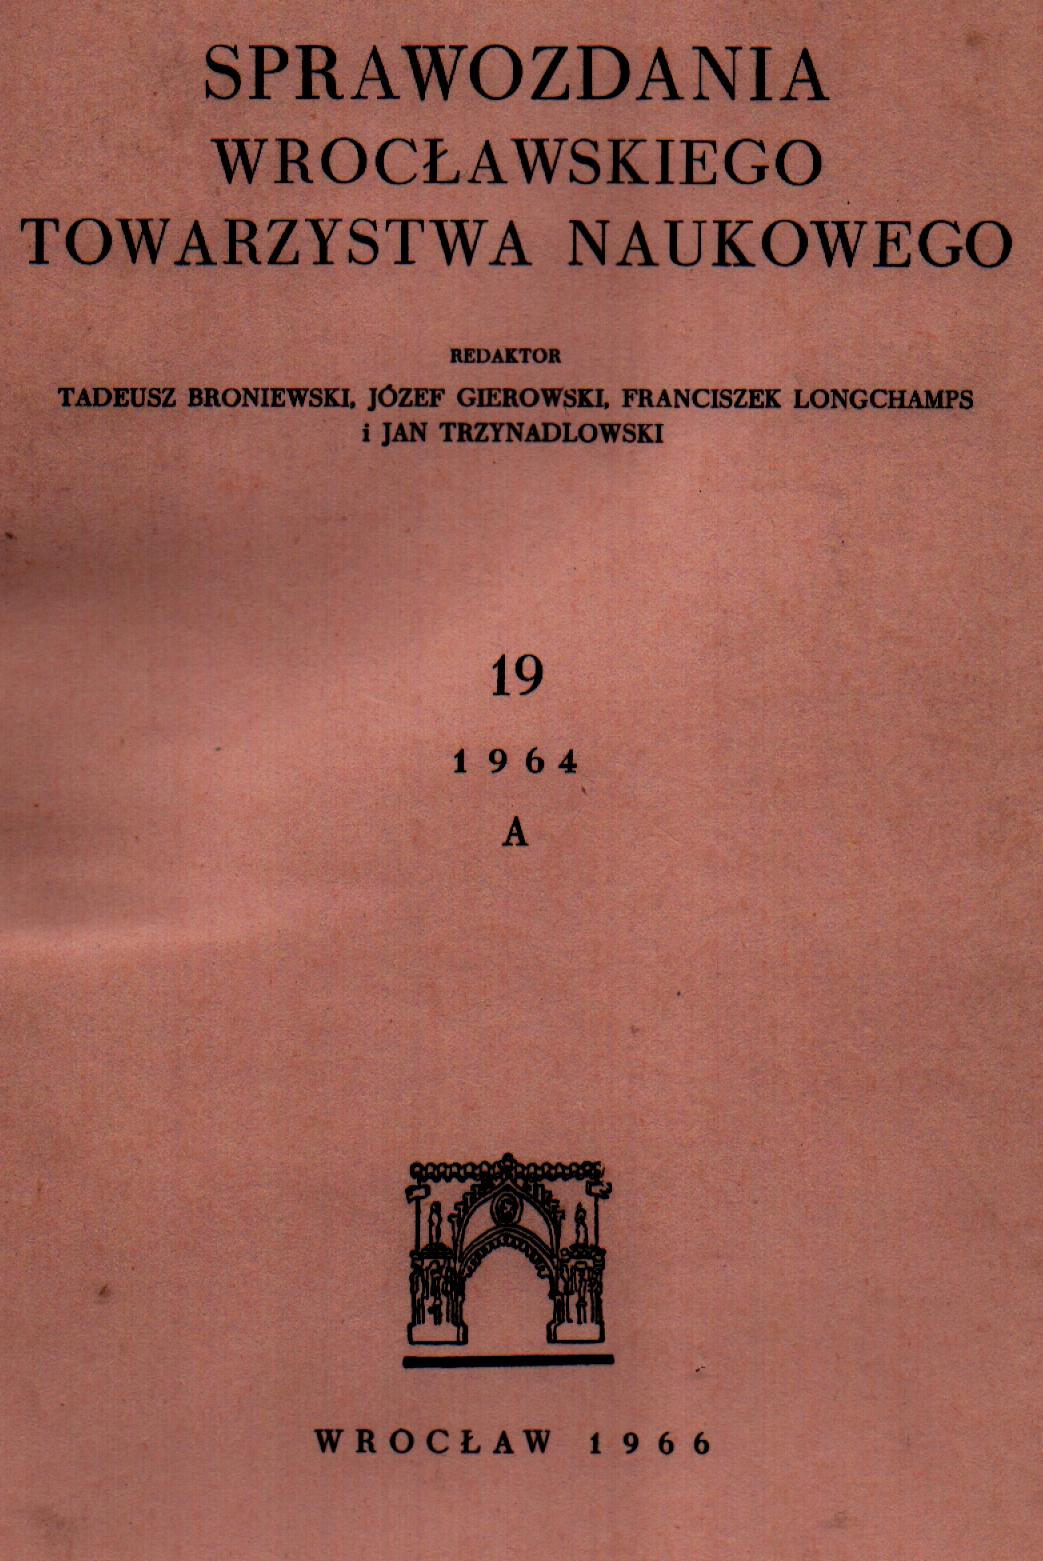 SPRAWOZDANIA
WROCŁAWSKIEGO
TOWARZYSTWA NAUKOWEGO
REDAKTOR
TADEUSZ BRONIEWSKI, JÓZEF GIEROWSKI, FRANCISZEK LONGCHAMPS
i JAN TRZYNADLOWSKI
19
1964
A
WROCŁAW 1966